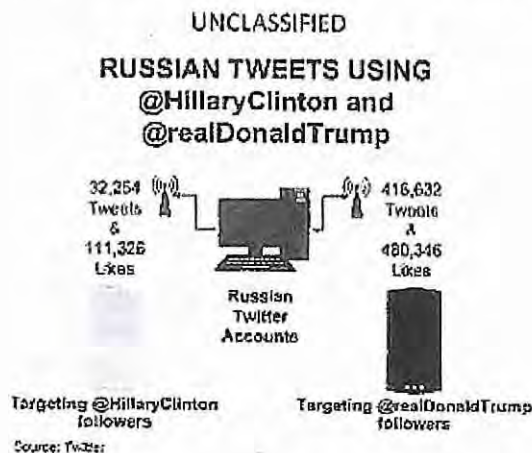 UNCLASSIFIED
RUSSIAN TWEETS USING
@HillaryClinton and
@realDonaldTrump
32,254
Tweets
&
111,326
Likes
416,632
Tweets
&
480,346
Likes
Russian
Twitter
Accounts
Targeting @HillaryClinton
followers
Targeting @realDonaldTrump
followers
Source: Twitter